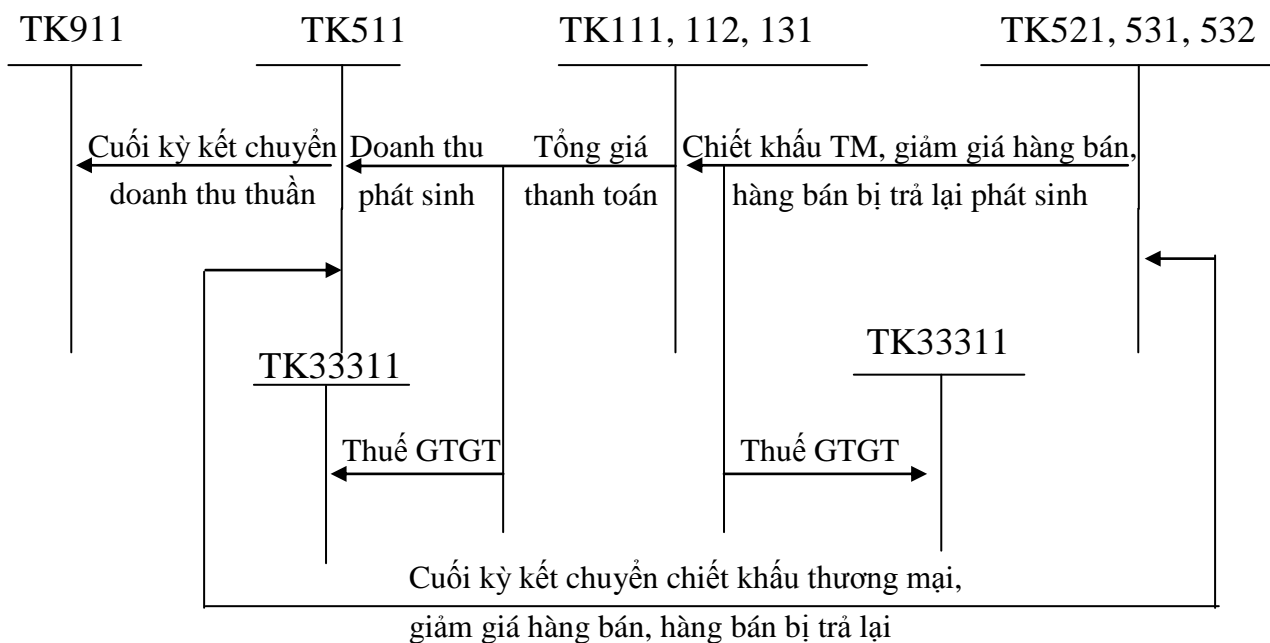 TK911 TK511 TK111, 112, 131 TK521, 531, 532
Cuối kỳ kết chuyển Doanh thu Tổng giá Chiết khấu TM, giảm giá hàng bán,
doanh thu thuần phát sinh thanh toán hàng bán bị trả lại phát sinh
TK33311 TK33311
Thuế GTGT Thuế GTGT
Cuối kỳ kết chuyển chiết khấu thương mại,
giảm giá hàng bán, hàng bán bị trả lại